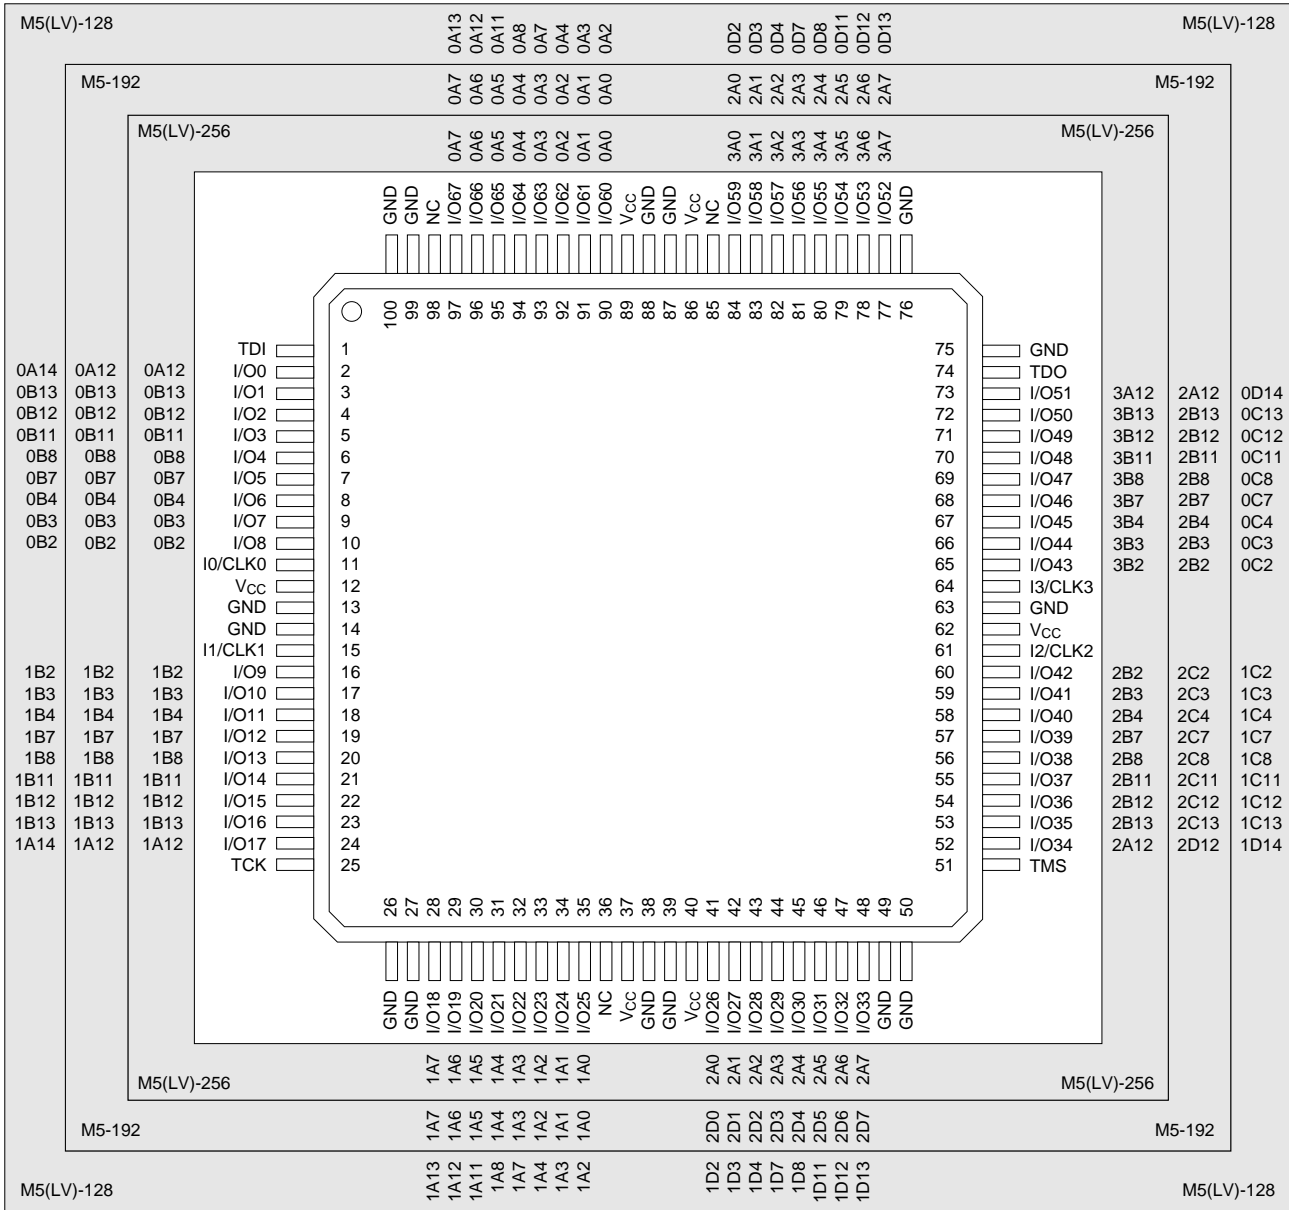 M5(LV)-128 0A13 0A12 0A11 0A8 0A7 0A4 0A3 0A2 0D2 0D3 0D4 0D7 0D8 0D11 0D12 0D13 M5(LV)-128
M5-192 0A7 0A6 0A5 0A4 0A3 0A2 0A1 0A0 2A0 2A1 2A2 2A3 2A4 2A5 2A6 2A7 M5-192
M5(LV)-256 0A7 0A6 0A5 0A4 0A3 0A2 0A1 0A0 3A0 3A1 3A2 3A3 3A4 3A5 3A6 3A7 M5(LV)-256
GND GND NC I/O67 I/O66 I/O65 I/O64 I/O63 I/O62 I/O61 I/O60 VCC GND GND VCC NC I/O59 I/O58 I/O57 I/O56 I/O55 I/O54 I/O53 I/O52 GND
100 99 98 97 96 95 94 93 92 91 90 89 88 87 86 85 84 83 82 81 80 79 78 77 76
TDI 1 75 GND
0A14 0A12 0A12 I/O0 2 74 TDO
0B13 0B13 0B13 I/O1 3 73 I/O51 3A12 2A12 0D14
0B12 0B12 0B12 I/O2 4 72 I/O50 3B13 2B13 0C13
0B11 0B11 0B11 I/O3 5 71 I/O49 3B12 2B12 0C12
0B8 0B8 0B8 I/O4 6 70 I/O48 3B11 2B11 0C11
0B7 0B7 0B7 I/O5 7 69 I/O47 3B8 2B8 0C8
0B4 0B4 0B4 I/O6 8 68 I/O46 3B7 2B7 0C7
0B3 0B3 0B3 I/O7 9 67 I/O45 3B4 2B4 0C4
0B2 0B2 0B2 I/O8 10 66 I/O44 3B3 2B3 0C3
I0/CLK0 11 65 I/O43 3B2 2B2 0C2
VCC 12 64 I3/CLK3
GND 13 63 GND
GND 14 62 VCC
I1/CLK1 15 61 I2/CLK2
1B2 1B2 1B2 I/O9 16 60 I/O42 2B2 2C2 1C2
1B3 1B3 1B3 I/O10 17 59 I/O41 2B3 2C3 1C3
1B4 1B4 1B4 I/O11 18 58 I/O40 2B4 2C4 1C4
1B7 1B7 1B7 I/O12 19 57 I/O39 2B7 2C7 1C7
1B8 1B8 1B8 I/O13 20 56 I/O38 2B8 2C8 1C8
1B11 1B11 1B11 I/O14 21 55 I/O37 2B11 2C11 1C11
1B12 1B12 1B12 I/O15 22 54 I/O36 2B12 2C12 1C12
1B13 1B13 1B13 I/O16 23 53 I/O35 2B13 2C13 1C13
1A14 1A12 1A12 I/O17 24 52 I/O34 2A12 2D12 1D14
TCK 25 51 TMS
26 27 28 29 30 31 32 33 34 35 36 37 38 39 40 41 42 43 44 45 46 47 48 49 50
GND GND I/O18 I/O19 I/O20 I/O21 I/O22 I/O23 I/O24 I/O25 NC VCC GND GND VCC I/O26 I/O27 I/O28 I/O29 I/O30 I/O31 I/O32 I/O33 GND GND
M5(LV)-256 1A7 1A6 1A5 1A4 1A3 1A2 1A1 1A0 2A0 2A1 2A2 2A3 2A4 2A5 2A6 2A7 M5(LV)-256
M5-192 1A7 1A6 1A5 1A4 1A3 1A2 1A1 1A0 2D0 2D1 2D2 2D3 2D4 2D5 2D6 2D7 M5-192
M5(LV)-128 1A13 1A12 1A11 1A8 1A7 1A4 1A3 1A2 1D2 1D3 1D4 1D7 1D8 1D11 1D12 1D13 M5(LV)-128